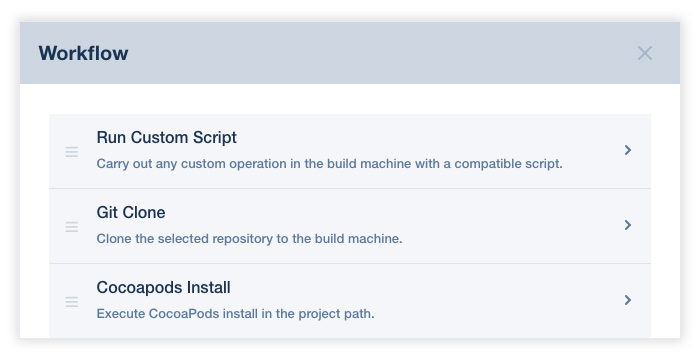 Workflow
Run Custom Script
Carry out any custom operation in the build machine with a compatible script.
Git Clone
Clone the selected repository to the build machine.
Cocoapods Install
Execute CocoaPods install in the project path.